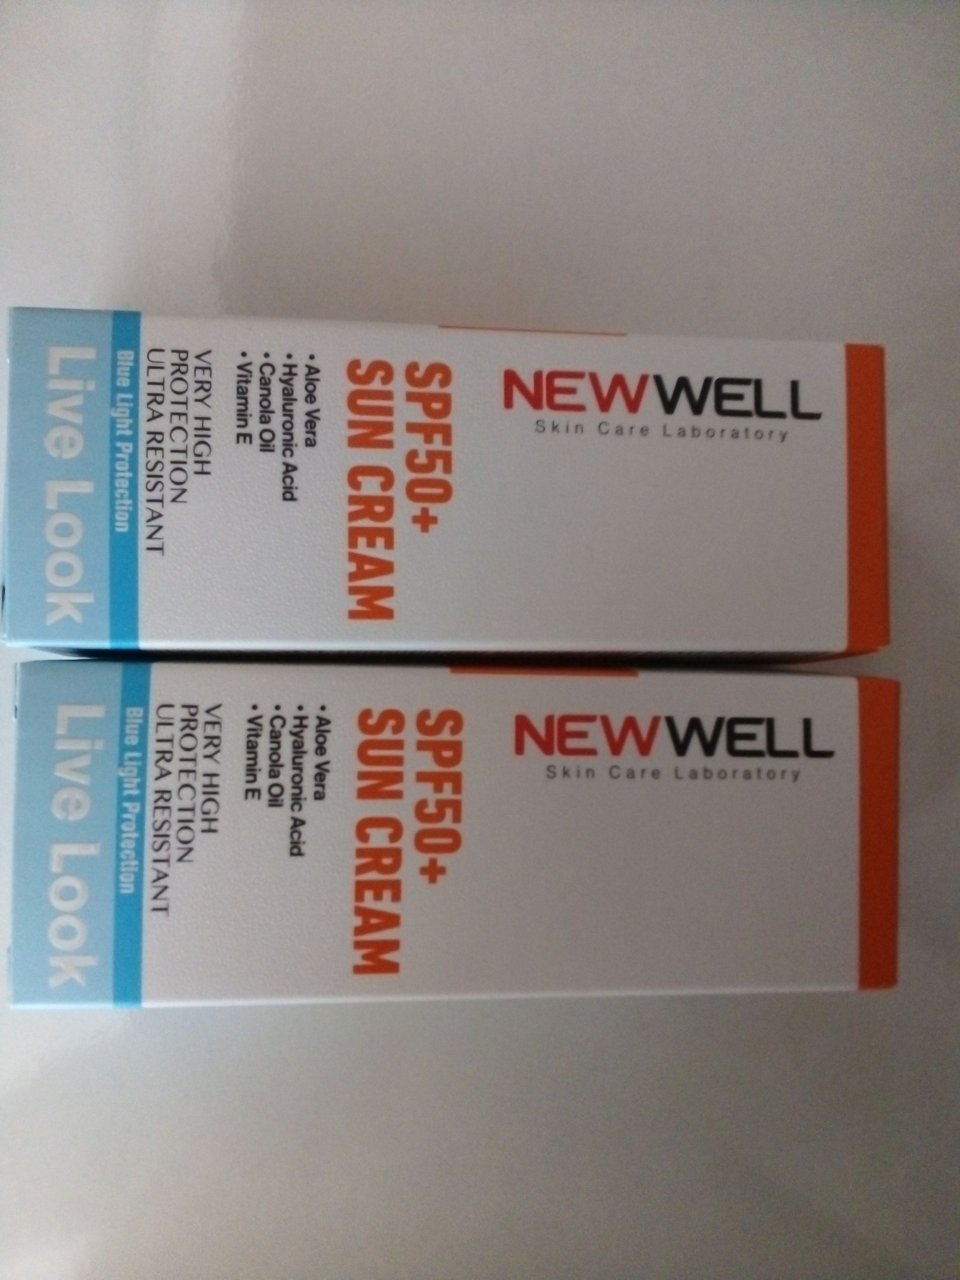 NEWWELL
Skin Care Laboratory
SPF50+
SUN CREAM
• Aloe Vera
• Hyaluronic Acid
• Canola Oil
• Vitamin E
VERY HIGH
PROTECTION
ULTRA RESISTANT
Blue Light Protection
Live Look
NEWWELL
Skin Care Laboratory
SPF50+
SUN CREAM
• Aloe Vera
• Hyaluronic Acid
• Canola Oil
• Vitamin E
VERY HIGH
PROTECTION
ULTRA RESISTANT
Blue Light Protection
Live Look